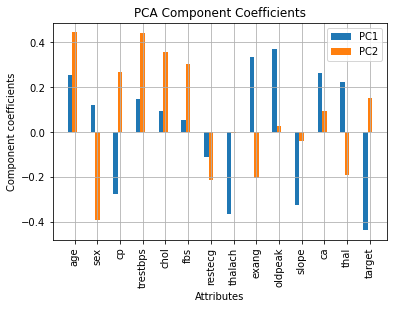 PCA Component Coefficients
PC1
PC2
Component coefficients
0.4
0.2
0.0
−0.2
−0.4
age
sex
cp
trestbps
chol
fbs
restecg
thalach
exang
oldpeak
slope
ca
thal
target
Attributes